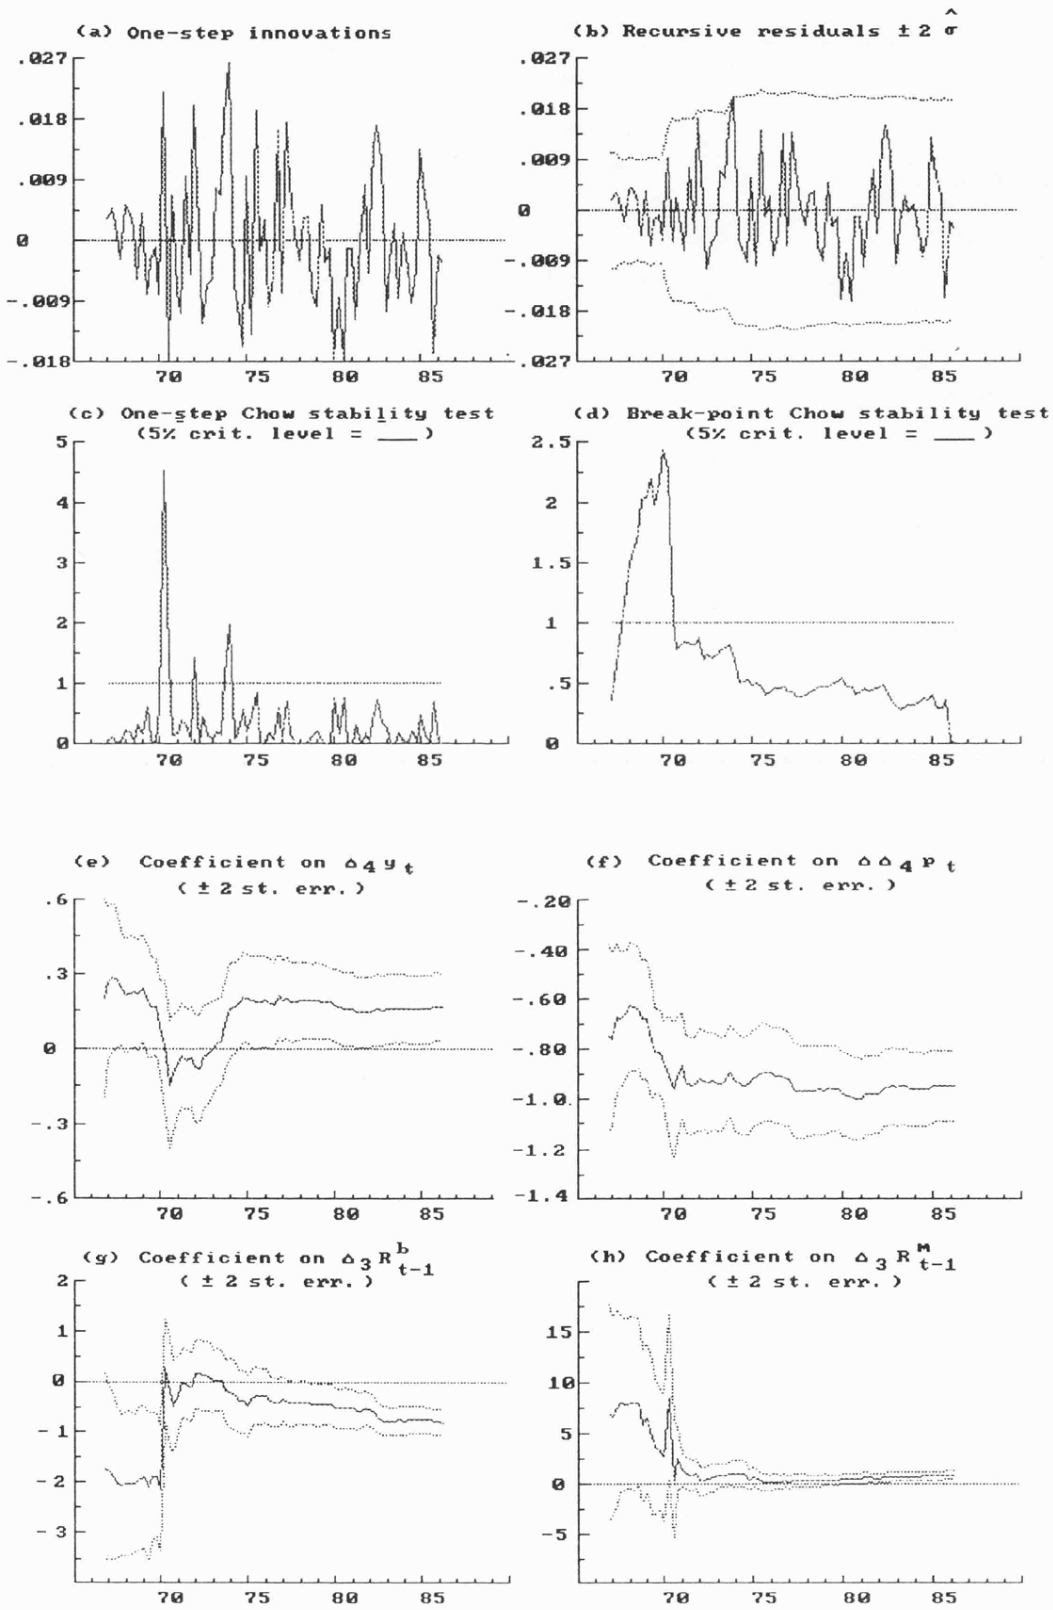 (a) One-step innovations
.027
.018
.009
0
-.009
-.018
70 75 80 85
(b) Recursive residuals ± 2 σ̂
.027
.018
.009
0
-.009
-.018
.027
70 75 80 85
(c) One-step Chow stability test
(5% crit. level = ___ )
5
4
3
2
1
0
70 75 80 85
(d) Break-point Chow stability test
(5% crit. level = ___ )
2.5
2
1.5
1
.5
0
70 75 80 85
(e) Coefficient on Δ₄ y t
( ± 2 st. err. )
.6
.3
0
-.3
-.6
70 75 80 85
(f) Coefficient on Δ Δ₄ p t
( ± 2 st. err. )
-.20
-.40
-.60
-.80
-1.0
-1.2
-1.4
70 75 80 85
(g) Coefficient on Δ₃ R b t-1
( ± 2 st. err. )
2
1
0
-1
-2
-3
70 75 80 85
(h) Coefficient on Δ₃ R M t-1
( ± 2 st. err. )
15
10
5
0
-5
70 75 80 85